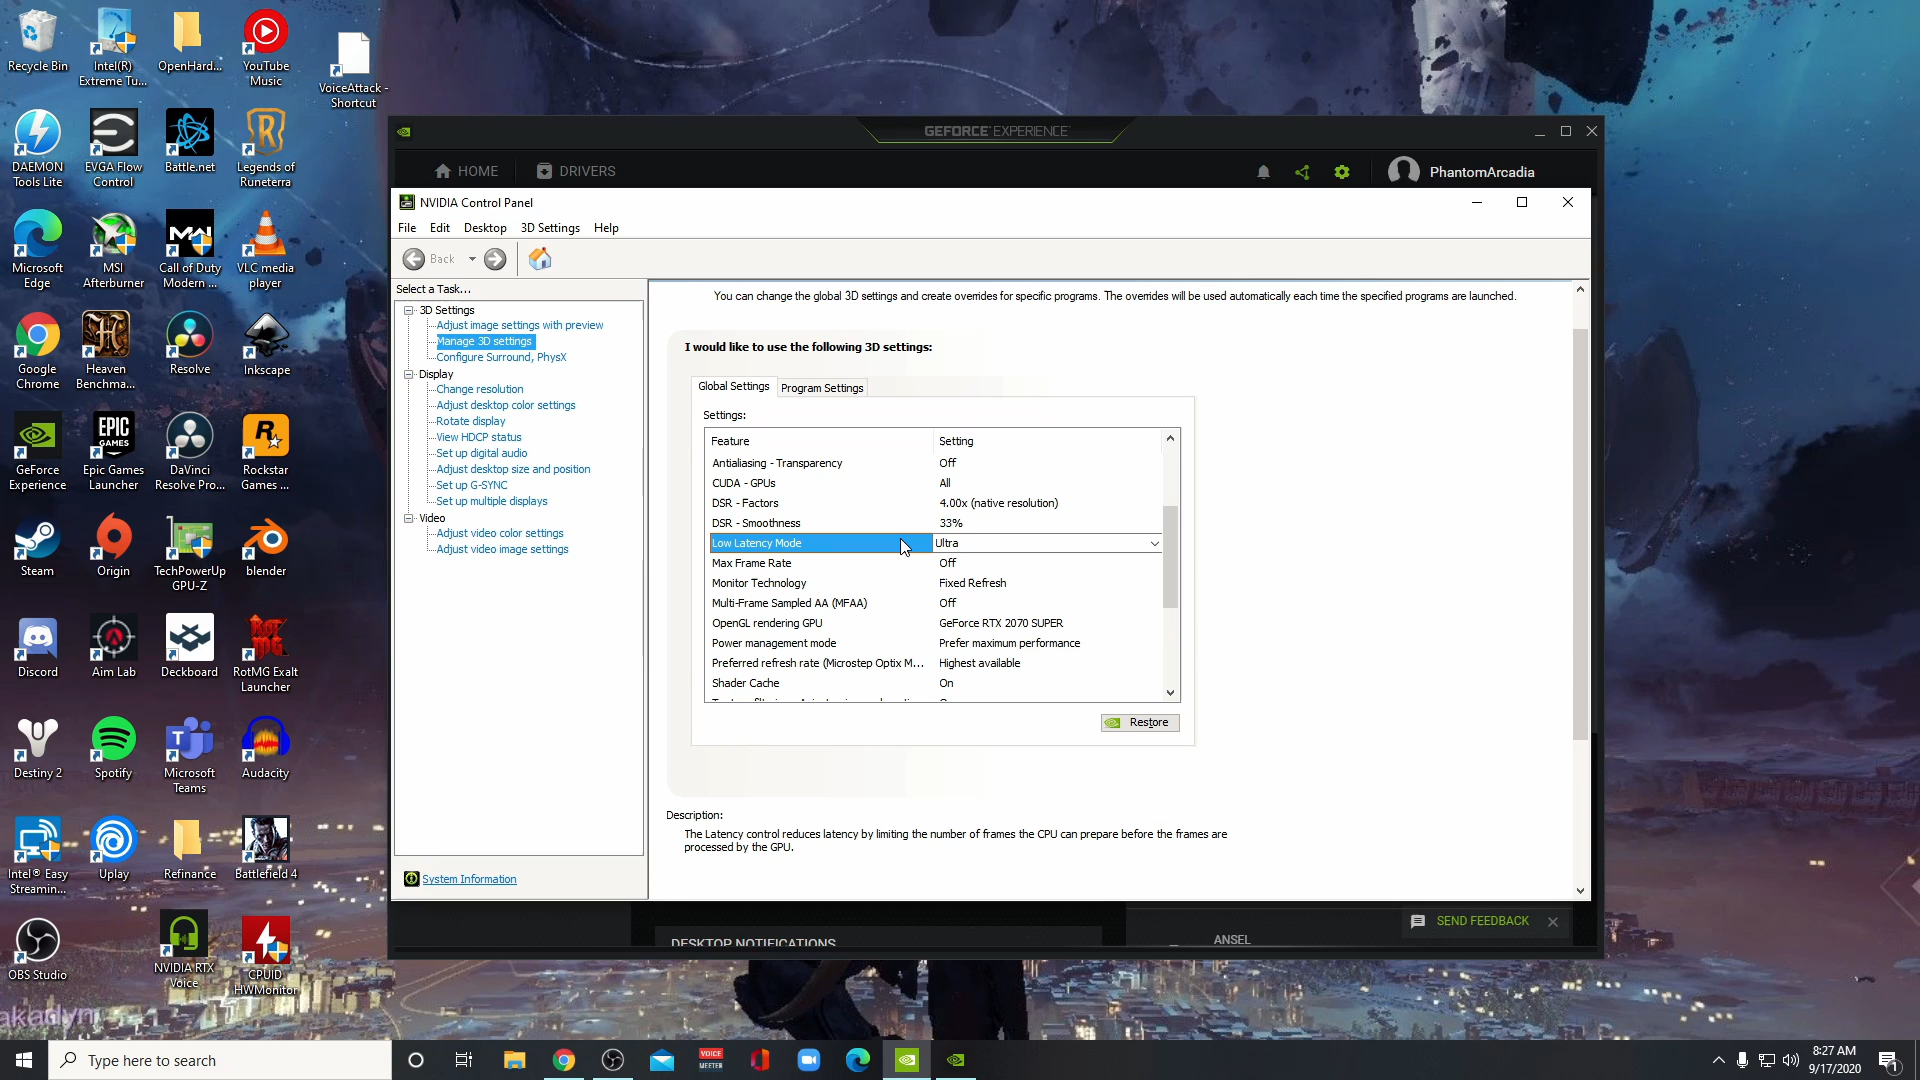 Recycle Bin
Intel(R)
Extreme Tu...
OpenHard...
YouTube
Music
VoiceAttack -
Shortcut
DAEMON
Tools Lite
EVGA Flow
Control
Battle.net
Legends of
Runeterra
Microsoft
Edge
MSI
Afterburner
Call of Duty
Modern ...
VLC media
player
Google
Chrome
Heaven
Benchma...
Resolve
Inkscape
GeForce
Experience
EPIC
GAMES
Epic Games
Launcher
DaVinci
Resolve Pro...
Rockstar
Games ...
Steam
Origin
TechPowerUp
GPU-Z
blender
Discord
Aim Lab
Deckboard
RotMG Exalt
Launcher
Destiny 2
Spotify
Microsoft
Teams
Audacity
Intel® Easy
Streamin...
Uplay
Refinance
Battlefield 4
OBS Studio
NVIDIA RTX
Voice
CPUID
HWMonitor
GEFORCE EXPERIENCE
HOME
DRIVERS
PhantomArcadia
NVIDIA Control Panel
File Edit Desktop 3D Settings Help
Back
Select a Task...
3D Settings
Adjust image settings with preview
Manage 3D settings
Configure Surround, PhysX
Display
Change resolution
Adjust desktop color settings
Rotate display
View HDCP status
Set up digital audio
Adjust desktop size and position
Set up G-SYNC
Set up multiple displays
Video
Adjust video color settings
Adjust video image settings
System Information
You can change the global 3D settings and create overrides for specific programs. The overrides will be used automatically each time the specified programs are launched.
I would like to use the following 3D settings:
Global Settings
Program Settings
Settings:
Feature Setting
Antialiasing - Transparency Off
CUDA - GPUs All
DSR - Factors 4.00x (native resolution)
DSR - Smoothness 33%
Low Latency Mode Ultra
Max Frame Rate Off
Monitor Technology Fixed Refresh
Multi-Frame Sampled AA (MFAA) Off
OpenGL rendering GPU GeForce RTX 2070 SUPER
Power management mode Prefer maximum performance
Preferred refresh rate (Microstep Optix M... Highest available
Shader Cache On
Restore
Description:
The Latency control reduces latency by limiting the number of frames the CPU can prepare before the frames are
processed by the GPU.
DESKTOP NOTIFICATIONS
ANSEL
SEND FEEDBACK
Type here to search
VOICE
MEETER
8:27 AM
9/17/2020
1